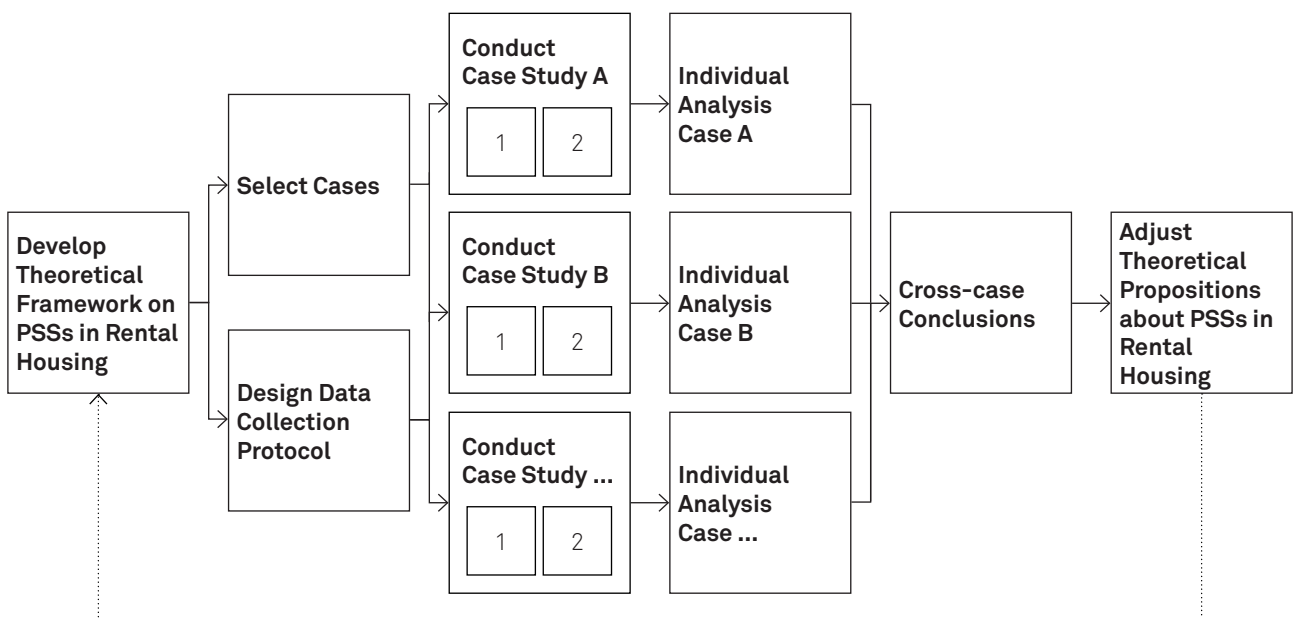 Develop
Theoretical
Framework on
PSSs in Rental
Housing
Select Cases
Design Data
Collection
Protocol
Conduct
Case Study A
1
2
Conduct
Case Study B
1
2
Conduct
Case Study ...
1
2
Individual
Analysis
Case A
Individual
Analysis
Case B
Individual
Analysis
Case ...
Cross-case
Conclusions
Adjust
Theoretical
Propositions
about PSSs in
Rental
Housing